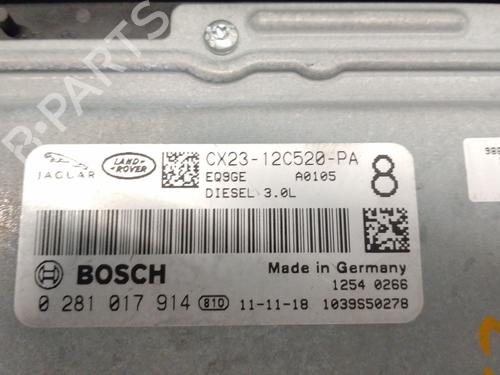 JAGUAR
LAND-
ROVER
CX23-12C520-PA
EQ9GE A0105
DIESEL 3.0L
8
BOSCH
Made in Germany
1254 0266
0 281 017 914 810 11-11-18 1039S50278
B-PARTS